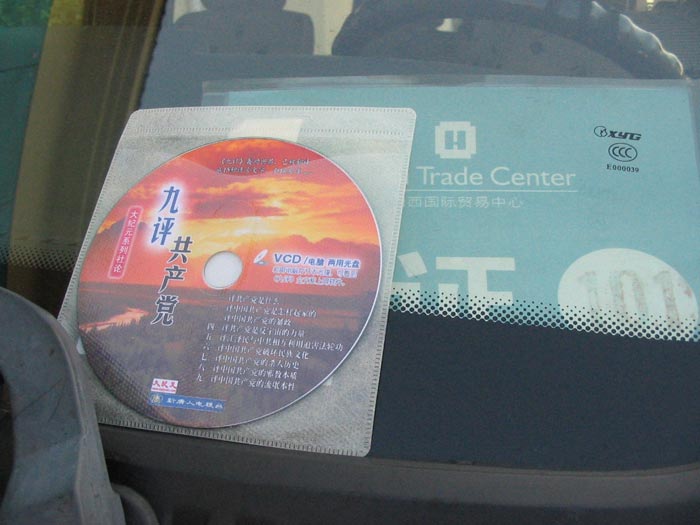 九评共产党
大纪元系列社论
VCD/电脑 两用光盘
评共产党是什么
评中国共产党是怎样起家的
评中国共产党的暴政
四 评共产党是反宇宙的力量
五 评江泽民与中共相互利用迫害法轮功
六 评中国共产党破坏民族文化
七 评中国共产党的杀人历史
八 评中国共产党的邪教本质
九 评中国共产党的流氓本性
大纪元
新唐人电视台
H
Trade Center
西国际贸易中心
证
101
XYG
CCC
E000039